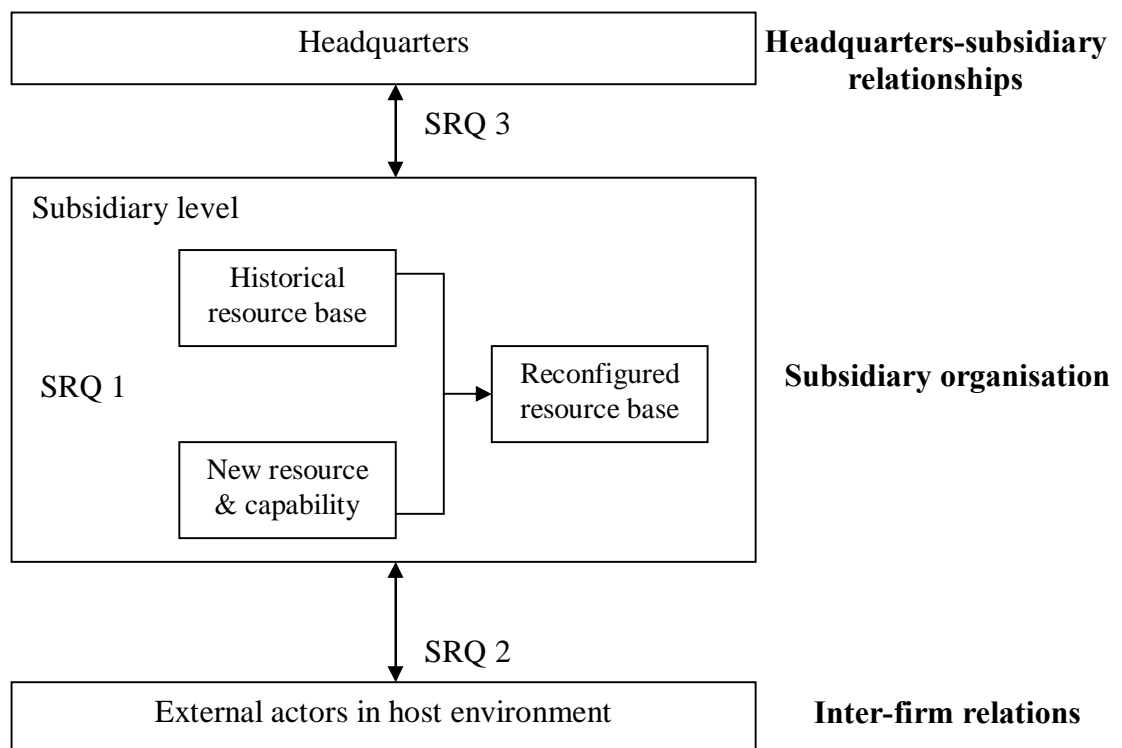 Headquarters
Headquarters-subsidiary
relationships
SRQ 3
Subsidiary level
Historical
resource base
SRQ 1
Reconfigured
resource base
Subsidiary organisation
New resource
& capability
SRQ 2
External actors in host environment
Inter-firm relations